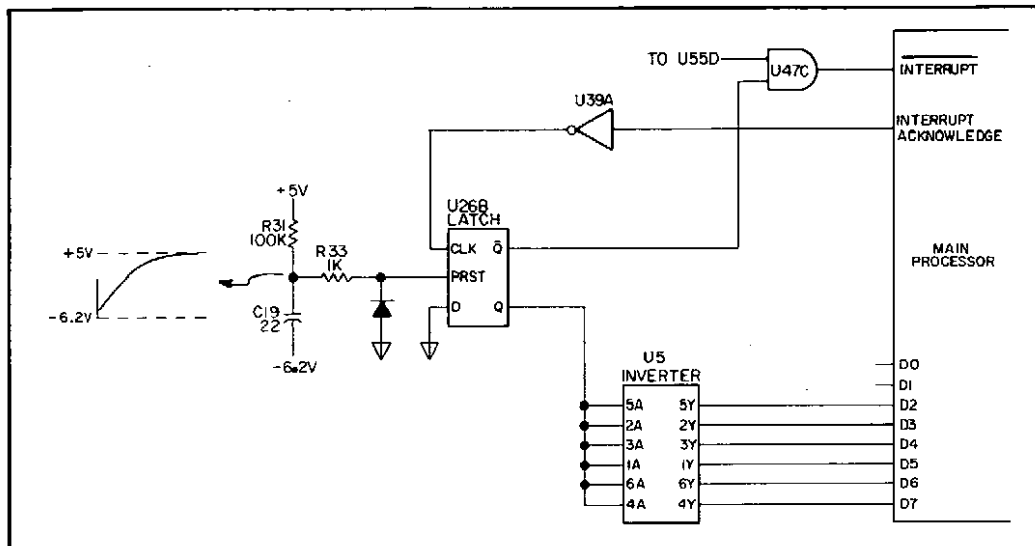 TO U55D
U47C
INTERRUPT
U39A
INTERRUPT
ACKNOWLEDGE
+5V
U26B
LATCH
R31
100K
R33
1K
CLK
Q̅
+5V
PRST
MAIN
PROCESSOR
D
Q
C19
22
-6.2V
-6.2V
U5
INVERTER
D0
D1
5A
5Y
D2
2A
2Y
D3
3A
3Y
D4
1A
1Y
D5
6A
6Y
D6
4A
4Y
D7